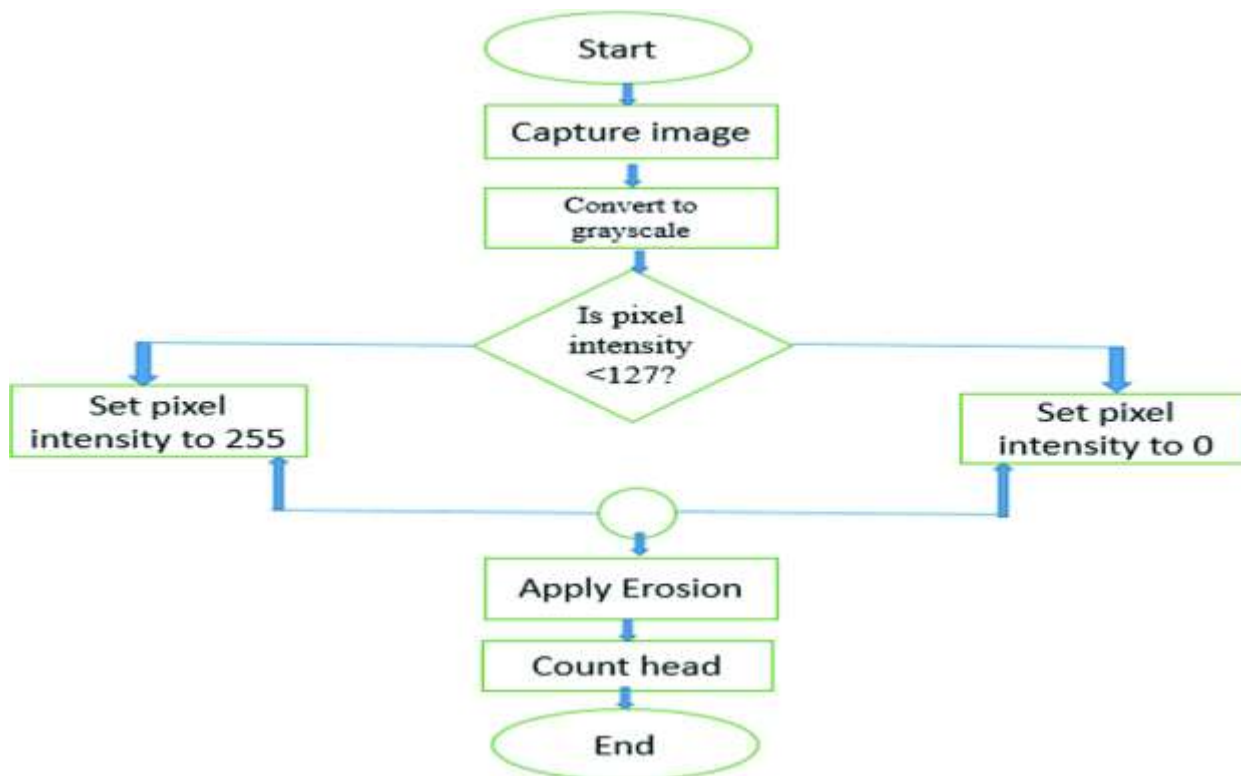 Start
Capture image
Convert to
grayscale
Is pixel
intensity
<127?
Set pixel
intensity to 255
Set pixel
intensity to 0
Apply Erosion
Count head
End